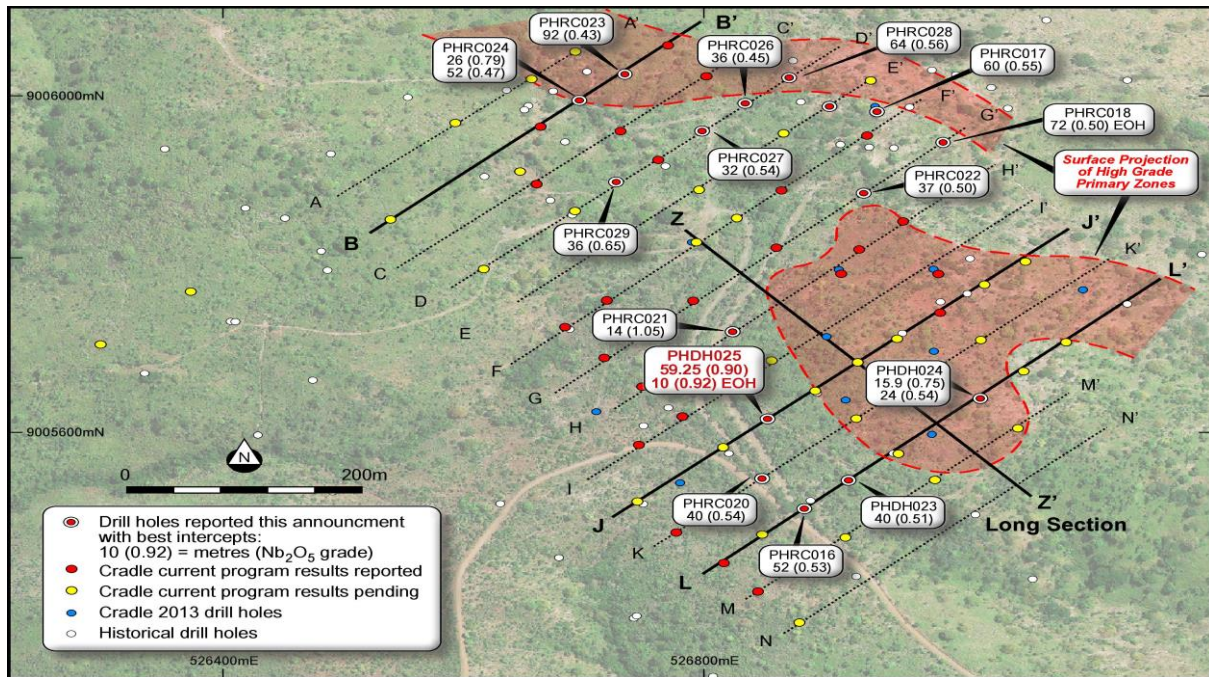 B'
A'
C'
D'
E'
F'
G'
H'
I'
J'
K'
L'
M'
N'
PHRC023
92 (0.43)
PHRC024
26 (0.79)
52 (0.47)
PHRC026
36 (0.45)
PHRC028
64 (0.56)
PHRC017
60 (0.55)
9006000mN
PHRC018
72 (0.50) EOH
PHRC027
32 (0.54)
Surface Projection
of High Grade
Primary Zones
PHRC022
37 (0.50)
A
B
PHRC029
36 (0.65)
Z
C
D
E
PHRC021
14 (1.05)
F
PHDH025
59.25 (0.90)
10 (0.92) EOH
PHDH024
15.9 (0.75)
24 (0.54)
G
H
9005600mN
N
0
200m
I
J
PHRC020
40 (0.54)
PHDH023
40 (0.51)
Z'
Long Section
K
PHRC016
52 (0.53)
L
M
N
Drill holes reported this announcment
with best intercepts:
10 (0.92) = metres (Nb₂O₅ grade)
Cradle current program results reported
Cradle current program results pending
Cradle 2013 drill holes
Historical drill holes
526400mE
526800mE